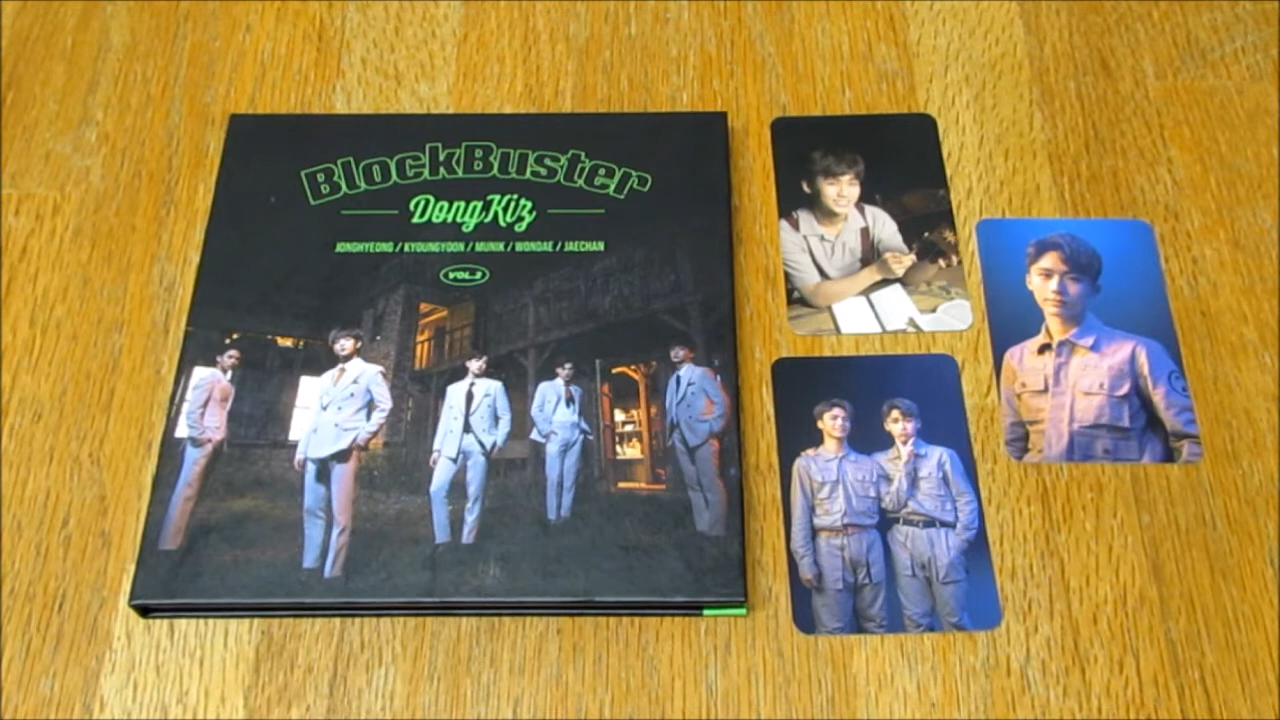 BlockBuster
DongKiz
JONGHYEONG / KYOUNGYOON / MUNIK / WONDAE / JAECHAN
VOL.2